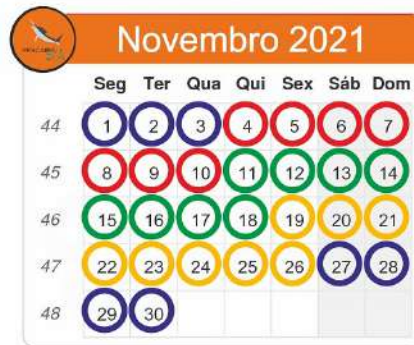 Novembro 2021
Seg Ter Qua Qui Sex Sáb Dom
44 1 2 3 4 5 6 7
45 8 9 10 11 12 13 14
46 15 16 17 18 19 20 21
47 22 23 24 25 26 27 28
48 29 30